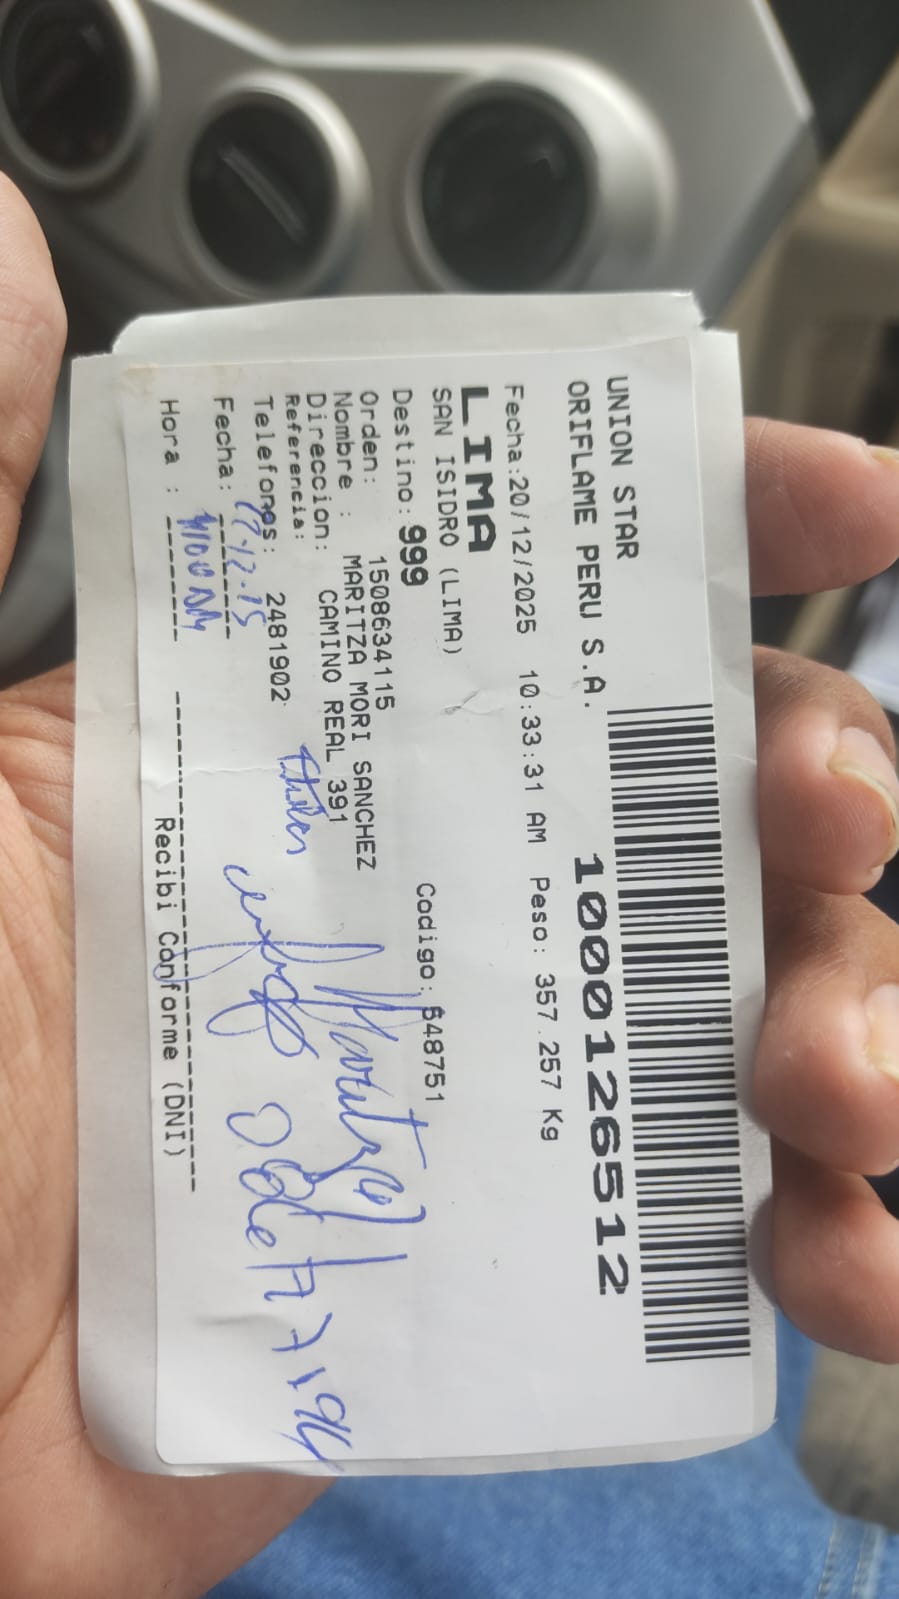 UNION STAR
ORIFLAME PERU S.A.
1000126512
Fecha:20/12/2025 10:33:31 AM Peso: 357.257 Kg
LIMA
SAN ISIDRO (LIMA)
Destino: 999 Codigo: 548751
Orden: 1508634115
Nombre : MARITZA MORI SANCHEZ
Direccion: CAMINO REAL 391
Referencia:
Telefonos: 2481902
Fecha:
Hora :
Maritza
Recibi Conforme (DNI)